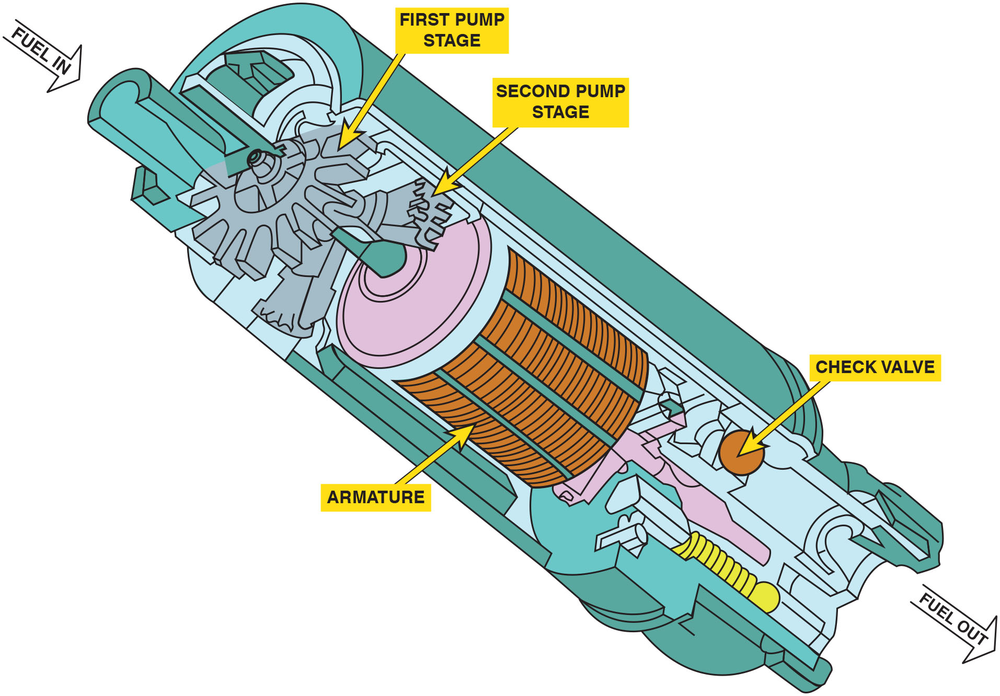 FUEL IN
FIRST PUMP
STAGE
SECOND PUMP
STAGE
CHECK VALVE
ARMATURE
FUEL OUT